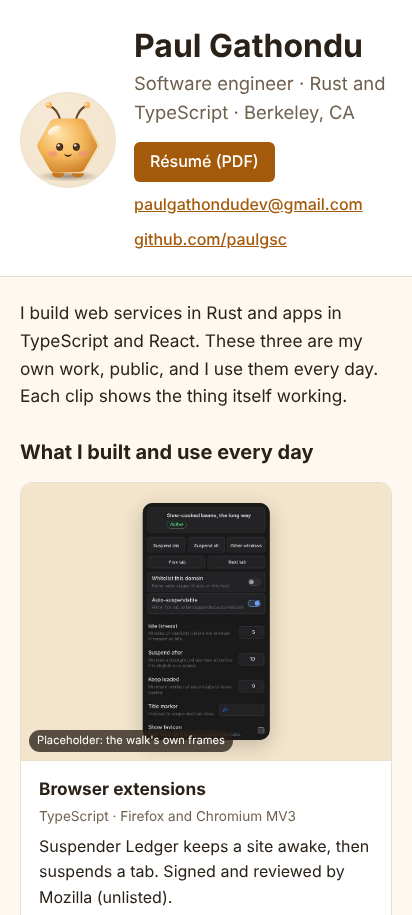 Paul Gathondu
Software engineer · Rust and
TypeScript · Berkeley, CA
Résumé (PDF)
paulgathondudev@gmail.com
github.com/paulgsc
I build web services in Rust and apps in
TypeScript and React. These three are my
own work, public, and I use them every day.
Each clip shows the thing itself working.
What I built and use every day
Slow-cooked beans, the long way
Active
Suspend tab
Suspend all
Other windows
Prev tab
Next tab
Whitelist this domain
Auto-suspendable
Idle timeout
5
Suspend after
10
Keep loaded
Title marker
Show favicon
Placeholder: the walk's own frames
Browser extensions
TypeScript · Firefox and Chromium MV3
Suspender Ledger keeps a site awake, then
suspends a tab. Signed and reviewed by
Mozilla (unlisted).